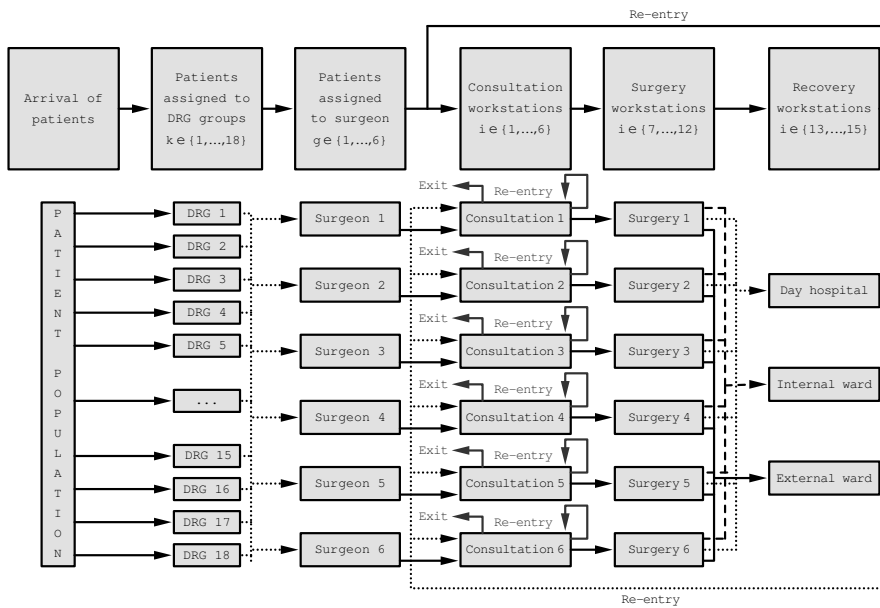 Re-entry
Arrival of
patients
Patients
assigned to
DRG groups
k ∈ {1,...,18}
Patients
assigned
to surgeon
g ∈ {1,...,6}
Consultation
workstations
i ∈ {1,...,6}
Surgery
workstations
i ∈ {7,...,12}
Recovery
workstations
i ∈ {13,...,15}
PATIENT POPULATION
DRG 1
DRG 2
DRG 3
DRG 4
DRG 5
...
DRG 15
DRG 16
DRG 17
DRG 18
Surgeon 1
Surgeon 2
Surgeon 3
Surgeon 4
Surgeon 5
Surgeon 6
Exit
Re-entry
Consultation 1
Exit
Re-entry
Consultation 2
Exit
Re-entry
Consultation 3
Exit
Re-entry
Consultation 4
Exit
Re-entry
Consultation 5
Exit
Re-entry
Consultation 6
Surgery 1
Surgery 2
Surgery 3
Surgery 4
Surgery 5
Surgery 6
Day hospital
Internal ward
External ward
Re-entry